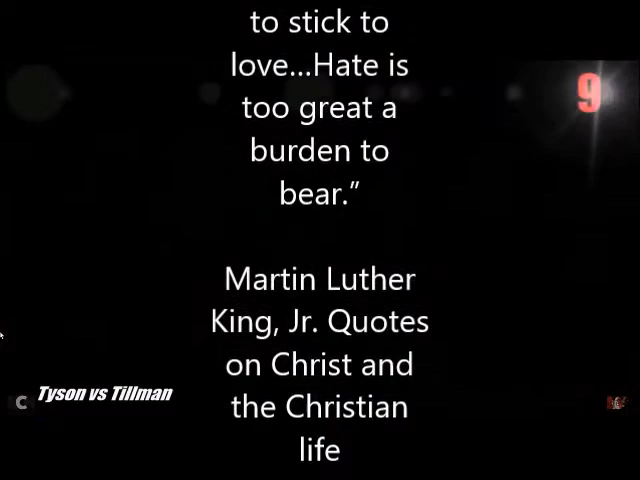 to stick to
love...Hate is
too great a
burden to
bear.”
9
Martin Luther
King, Jr. Quotes
on Christ and
the Christian
life
Tyson vs Tillman
C